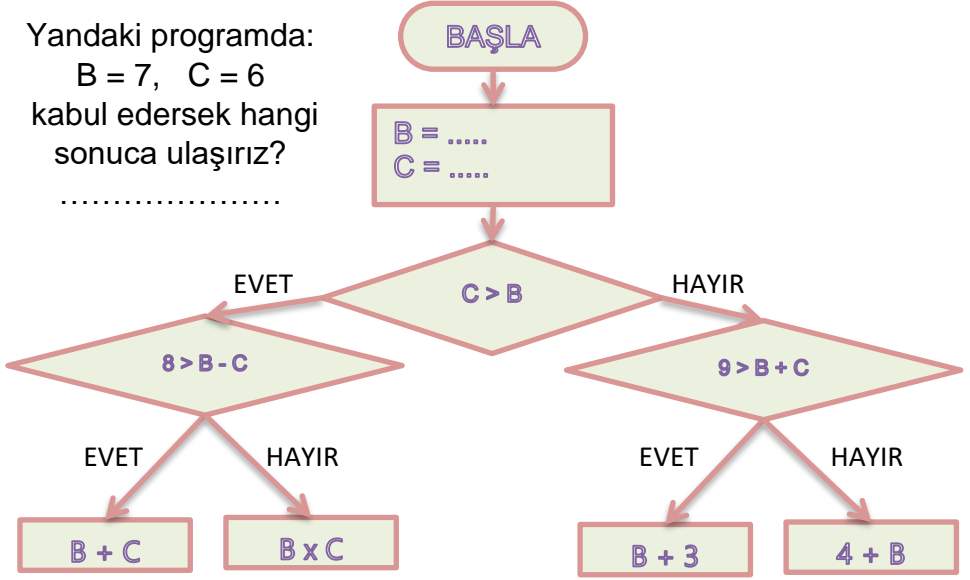 Yandaki programda:
B = 7, C = 6
kabul edersek hangi
sonuca ulaşırız?
…………………
BAŞLA
B = .....
C = .....
C > B
EVET
HAYIR
8 > B - C
9 > B + C
EVET
HAYIR
EVET
HAYIR
B + C
B x C
B + 3
4 + B